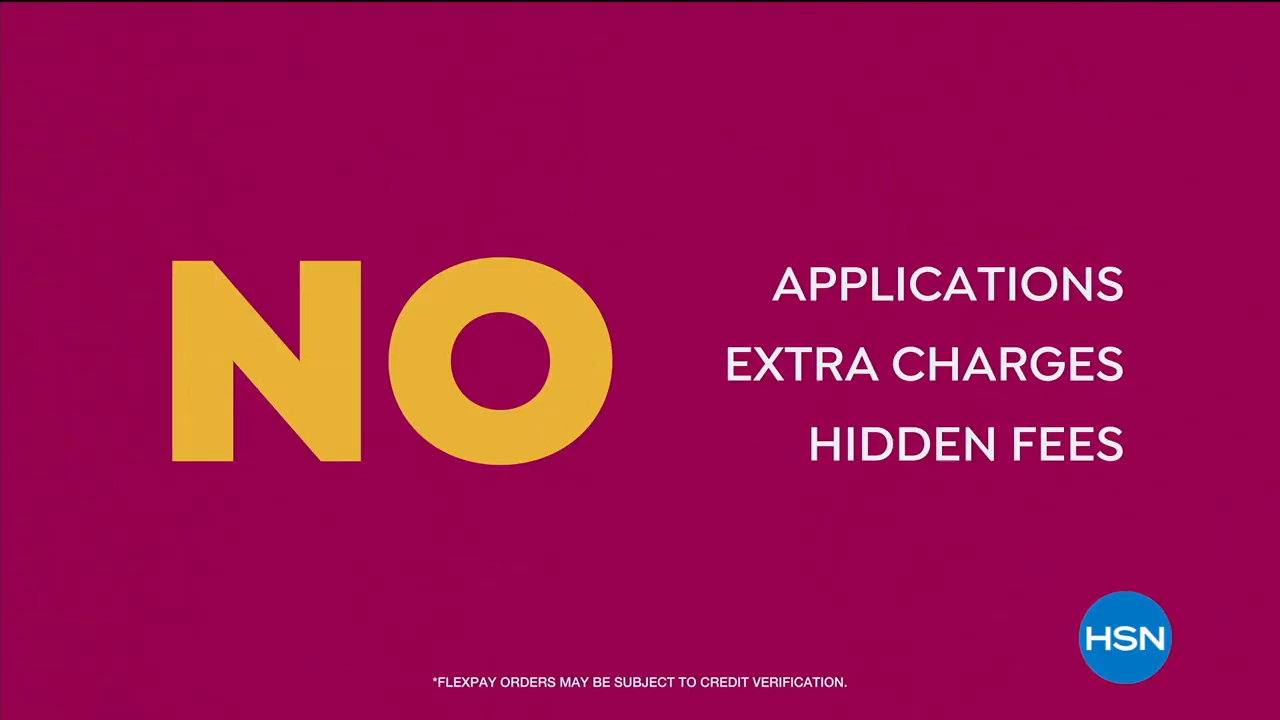 NO
APPLICATIONS
EXTRA CHARGES
HIDDEN FEES
HSN
*FLEXPAY ORDERS MAY BE SUBJECT TO CREDIT VERIFICATION.